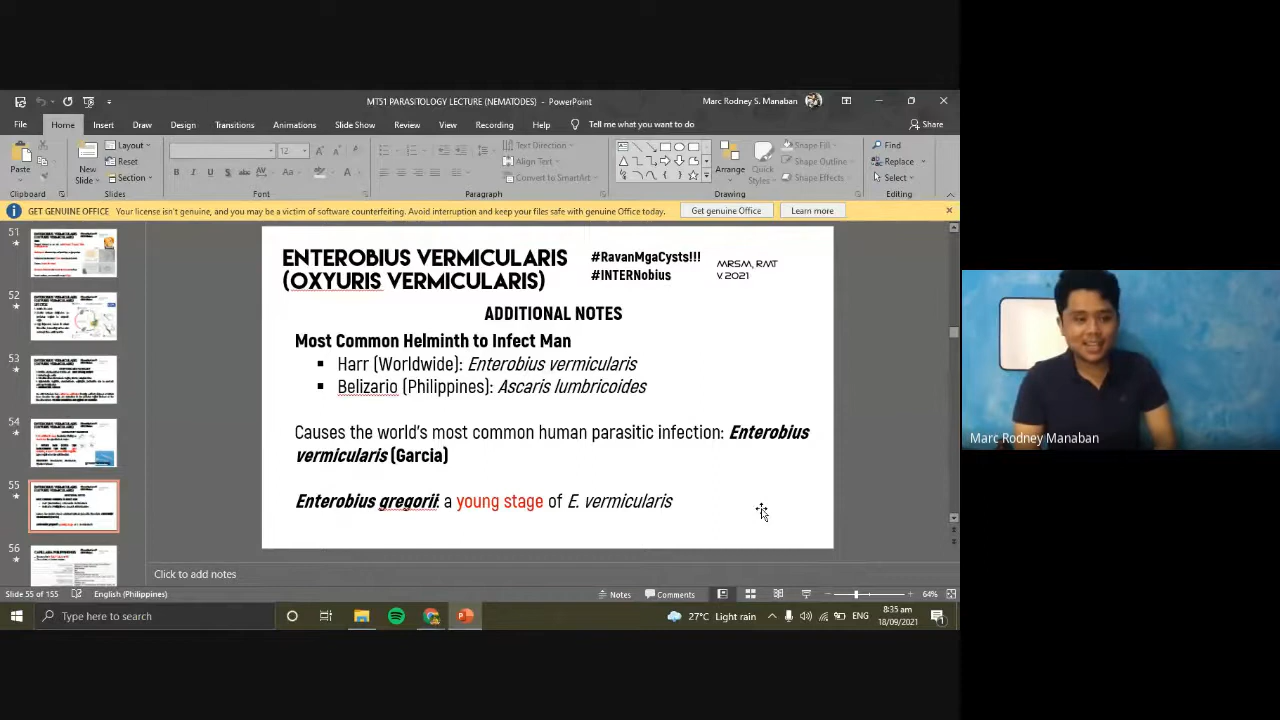 MT51 PARASITOLOGY LECTURE (NEMATODES) - PowerPoint
Marc Rodney S. Manaban
File Home Insert Draw Design Transitions Animations Slide Show Review View Recording Help Tell me what you want to do Share
Paste
New Slide
Layout
Reset
Section
12
Text Direction
Align Text
Convert to SmartArt
Arrange
Quick Styles
Shape Fill
Shape Outline
Shape Effects
Find
Replace
Select
Clipboard Slides Font Paragraph Drawing Editing
GET GENUINE OFFICE Your license isn't genuine, and you may be a victim of software counterfeiting. Avoid interruption and keep your files safe with genuine Office today. Get genuine Office Learn more
51
52
53
54
55
56
ENTEROBIUS VERMICULARIS
(OXYURIS VERMICULARIS)
#RavanMgaCysts!!!
#INTERNobius
MRSM, RMT
V.2021
ADDITIONAL NOTES
Most Common Helminth to Infect Man
▪ Harr (Worldwide): Enterobius vermicularis
▪ Belizario (Philippines): Ascaris lumbricoides
Causes the world's most common human parasitic infection: Enterobius
vermicularis (Garcia)
Enterobius gregorii: a young stage of E. vermicularis
Click to add notes
Slide 55 of 155 English (Philippines) Notes Comments 64%
Type here to search
27°C Light rain ENG
8:35 am
18/09/2021
Marc Rodney Manaban